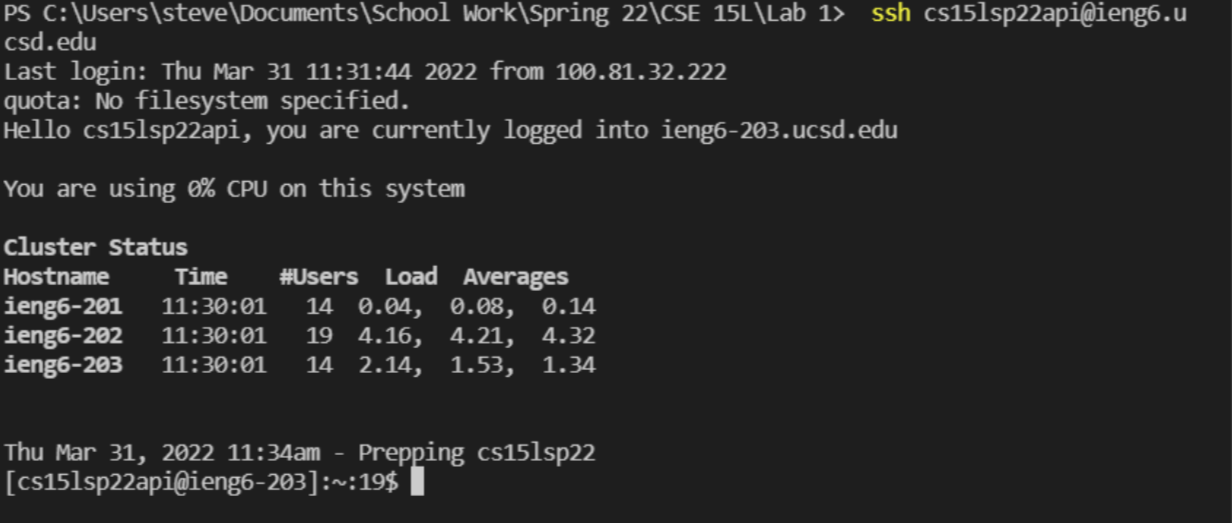 PS C:\Users\steve\Documents\School Work\Spring 22\CSE 15L\Lab 1>  ssh cs15lsp22api@ieng6.u
csd.edu
Last login: Thu Mar 31 11:31:44 2022 from 100.81.32.222
quota: No filesystem specified.
Hello cs15lsp22api, you are currently logged into ieng6-203.ucsd.edu
You are using 0% CPU on this system
Cluster Status
Hostname     Time    #Users  Load  Averages
ieng6-201   11:30:01   14  0.04,  0.08,  0.14
ieng6-202   11:30:01   19  4.16,  4.21,  4.32
ieng6-203   11:30:01   14  2.14,  1.53,  1.34
Thu Mar 31, 2022 11:34am - Prepping cs15lsp22
[cs15lsp22api@ieng6-203]:~:19$